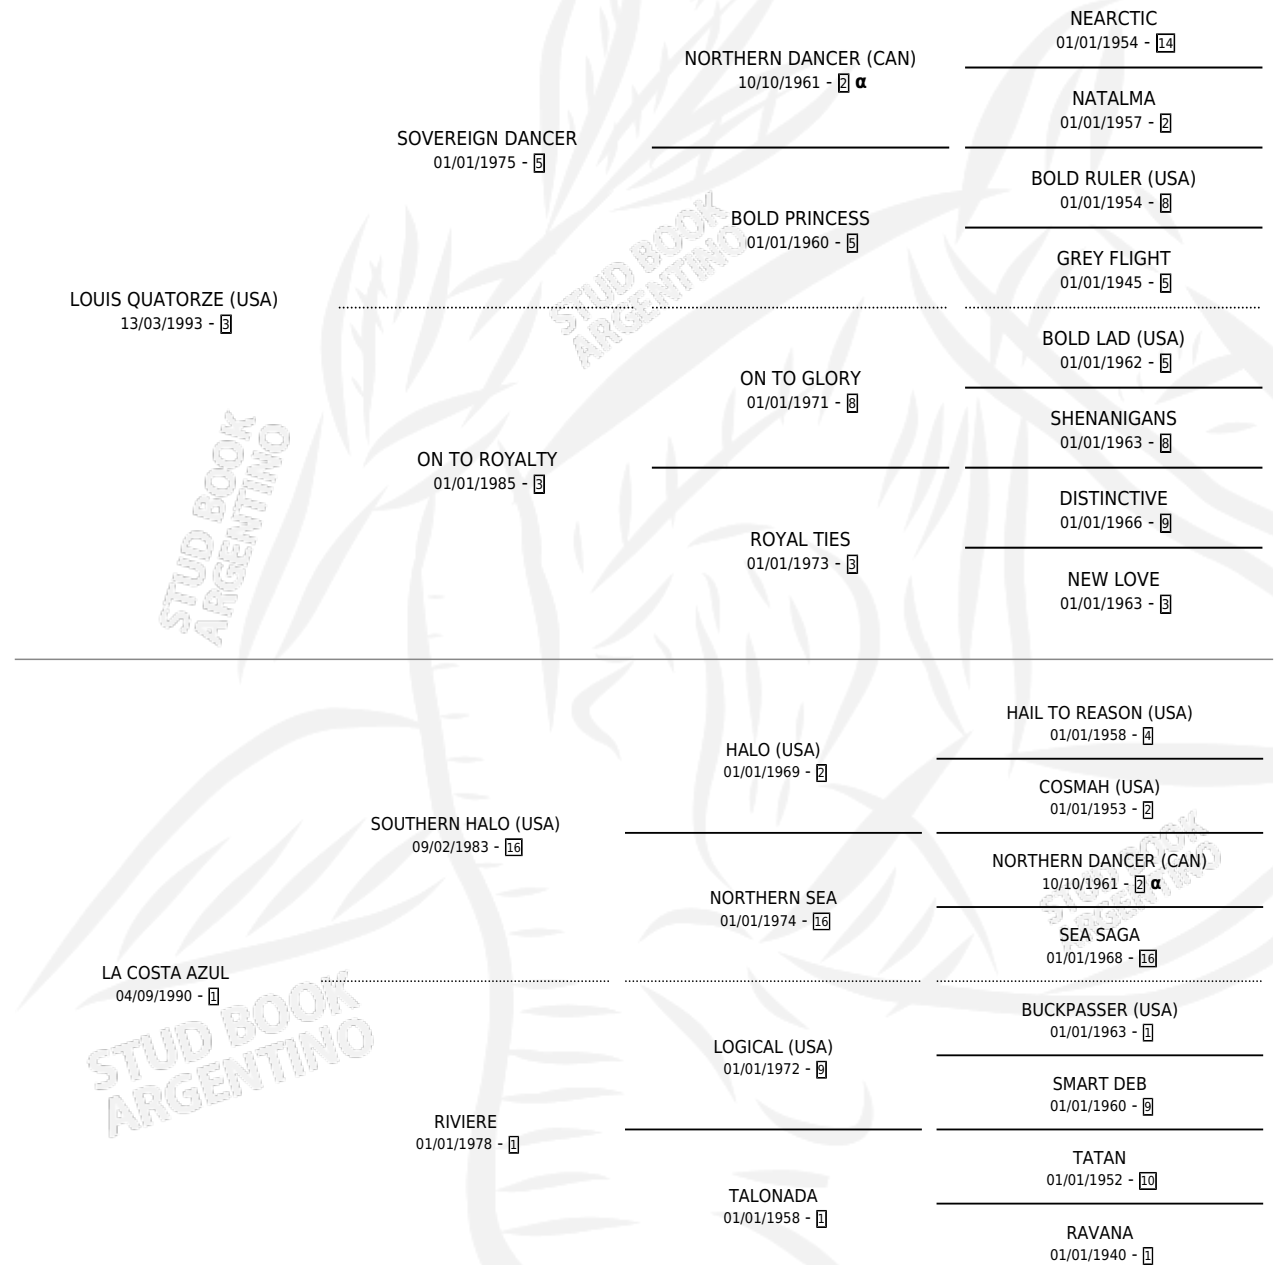 NEARCTIC
01/01/1954 - 14
NORTHERN DANCER (CAN)
10/10/1961 - 2 α
NATALMA
01/01/1957 - 2
SOVEREIGN DANCER
01/01/1975 - 5
BOLD RULER (USA)
01/01/1954 - 8
BOLD PRINCESS
01/01/1960 - 5
GREY FLIGHT
01/01/1945 - 5
LOUIS QUATORZE (USA)
13/03/1993 - 3
BOLD LAD (USA)
01/01/1962 - 5
ON TO GLORY
01/01/1971 - 8
SHENANIGANS
01/01/1963 - 8
ON TO ROYALTY
01/01/1985 - 3
DISTINCTIVE
01/01/1966 - 9
ROYAL TIES
01/01/1973 - 3
NEW LOVE
01/01/1963 - 3
HAIL TO REASON (USA)
01/01/1958 - 4
HALO (USA)
01/01/1969 - 2
COSMAH (USA)
01/01/1953 - 2
SOUTHERN HALO (USA)
09/02/1983 - 16
NORTHERN DANCER (CAN)
10/10/1961 - 2 α
NORTHERN SEA
01/01/1974 - 16
SEA SAGA
01/01/1968 - 16
LA COSTA AZUL
04/09/1990 - 1
BUCKPASSER (USA)
01/01/1963 - 1
LOGICAL (USA)
01/01/1972 - 9
SMART DEB
01/01/1960 - 9
RIVIERE
01/01/1978 - 1
TATAN
01/01/1952 - 10
TALONADA
01/01/1958 - 1
RAVANA
01/01/1940 - 1
STUD BOOK
ARGENTINO
STUD BOOK
ARGENTINO
STUD BOOK
ARGENTINO
STUD BOOK
ARGENTINO